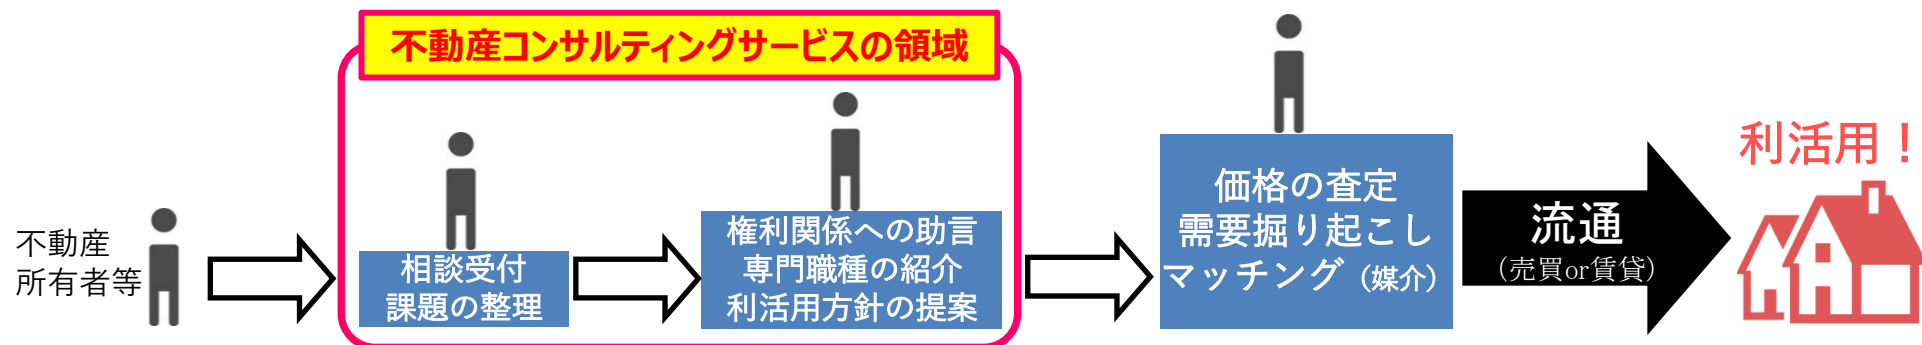 不動産コンサルティングサービスの領域
不動産
所有者等
相談受付
課題の整理
権利関係への助言
専門職種の紹介
利活用方針の提案
価格の査定
需要掘り起こし
マッチング（媒介）
流通
（売買or賃貸）
利活用！